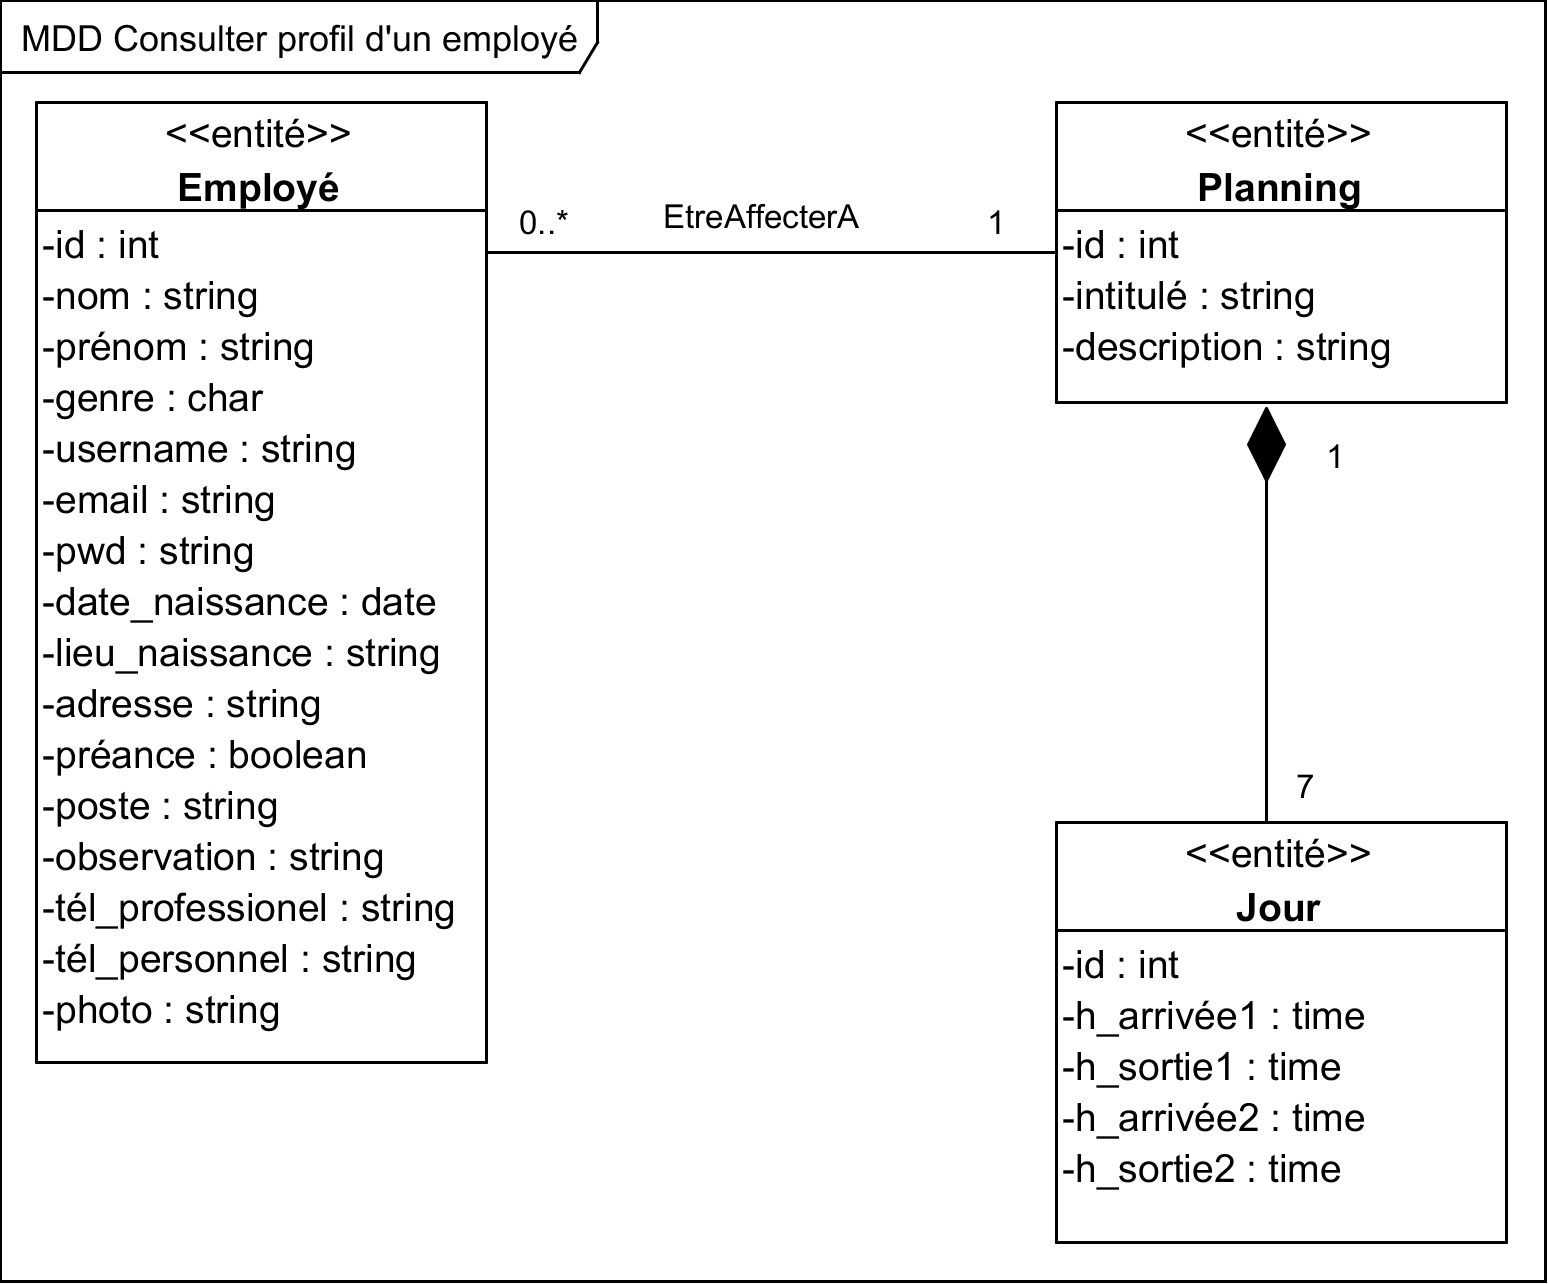 MDD Consulter profil d'un employé
<<entité>>
Employé
-id : int
-nom : string
-prénom : string
-genre : char
-username : string
-email : string
-pwd : string
-date_naissance : date
-lieu_naissance : string
-adresse : string
-préance : boolean
-poste : string
-observation : string
-tél_professionel : string
-tél_personnel : string
-photo : string
0..* EtreAffecterA 1
<<entité>>
Planning
-id : int
-intitulé : string
-description : string
1
7
<<entité>>
Jour
-id : int
-h_arrivée1 : time
-h_sortie1 : time
-h_arrivée2 : time
-h_sortie2 : time